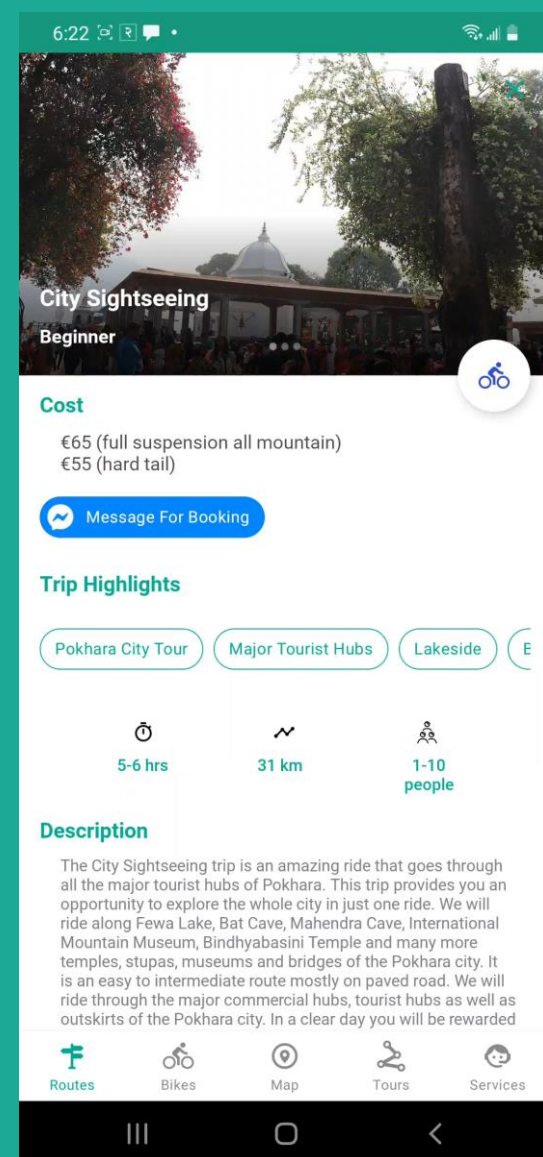 6:22
City Sightseeing
Beginner
Cost
€65 (full suspension all mountain)
€55 (hard tail)
Message For Booking
Trip Highlights
Pokhara City Tour
Major Tourist Hubs
Lakeside
5-6 hrs
31 km
1-10
people
Description
The City Sightseeing trip is an amazing ride that goes through
all the major tourist hubs of Pokhara. This trip provides you an
opportunity to explore the whole city in just one ride. We will
ride along Fewa Lake, Bat Cave, Mahendra Cave, International
Mountain Museum, Bindhyabasini Temple and many more
temples, stupas, museums and bridges of the Pokhara city. It
is an easy to intermediate route mostly on paved road. We will
ride through the major commercial hubs, tourist hubs as well as
outskirts of the Pokhara city. In a clear day you will be rewarded
Routes
Bikes
Map
Tours
Services